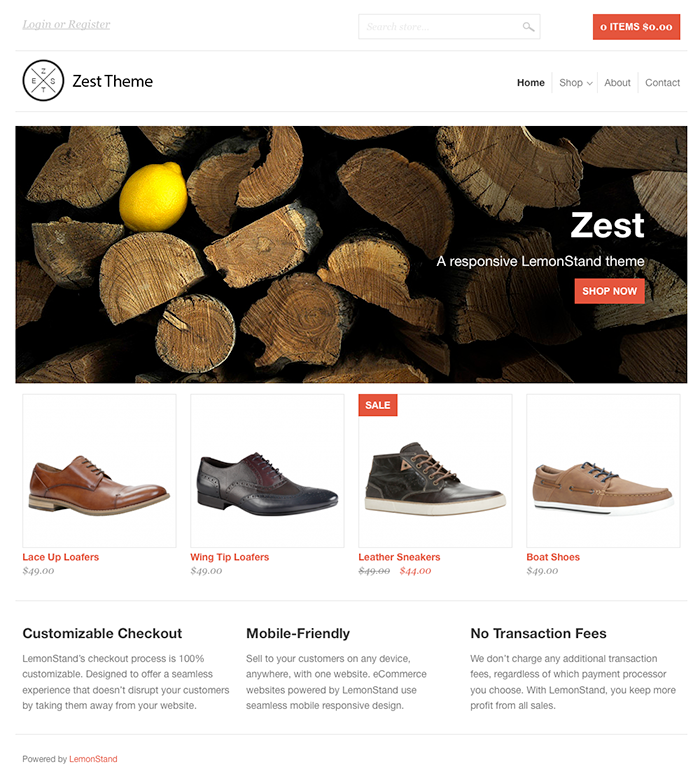 Login or Register
Search store...
0 ITEMS $0.00
Z
E S
T
Zest Theme
Home
Shop
About
Contact
Zest
A responsive LemonStand theme
SHOP NOW
SALE
Lace Up Loafers
$49.00
Wing Tip Loafers
$49.00
Leather Sneakers
$49.00 $44.00
Boat Shoes
$49.00
Customizable Checkout
LemonStand's checkout process is 100%
customizable. Designed to offer a seamless
experience that doesn't disrupt your customers
by taking them away from your website.
Mobile-Friendly
Sell to your customers on any device,
anywhere, with one website. eCommerce
websites powered by LemonStand use
seamless mobile responsive design.
No Transaction Fees
We don't charge any additional transaction
fees, regardless of which payment processor
you choose. With LemonStand, you keep more
profit from all sales.
Powered by LemonStand